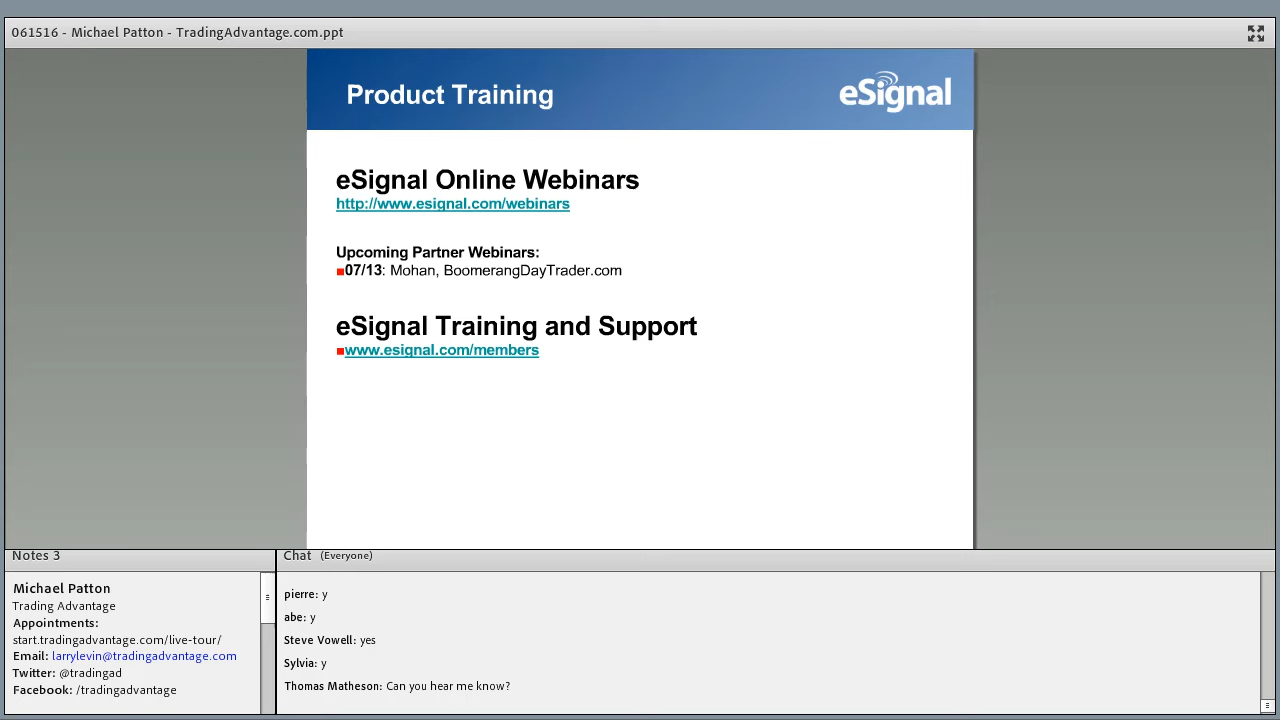 061516 - Michael Patton - TradingAdvantage.com.ppt
Product Training
eSignal
eSignal Online Webinars
http://www.esignal.com/webinars
Upcoming Partner Webinars:
07/13: Mohan, BoomerangDayTrader.com
eSignal Training and Support
www.esignal.com/members
Notes 3
Michael Patton
Trading Advantage
Appointments:
start.tradingadvantage.com/live-tour/
Email: larrylevin@tradingadvantage.com
Twitter: @tradingad
Facebook: /tradingadvantage
Chat (Everyone)
pierre: y
abe: y
Steve Vowell: yes
Sylvia: y
Thomas Matheson: Can you hear me know?